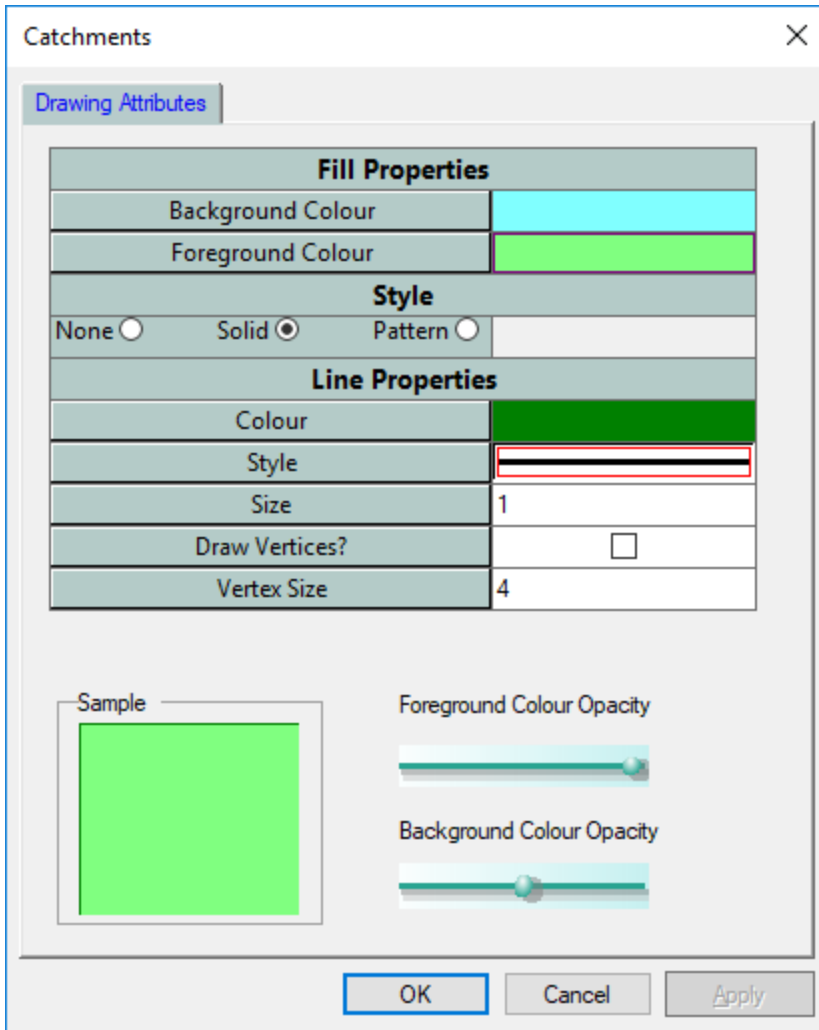 Catchments
Drawing Attributes
Fill Properties
Background Colour
Foreground Colour
Style
None Solid Pattern
Line Properties
Colour
Style
Size 1
Draw Vertices?
Vertex Size 4
Sample
Foreground Colour Opacity
Background Colour Opacity
OK Cancel Apply